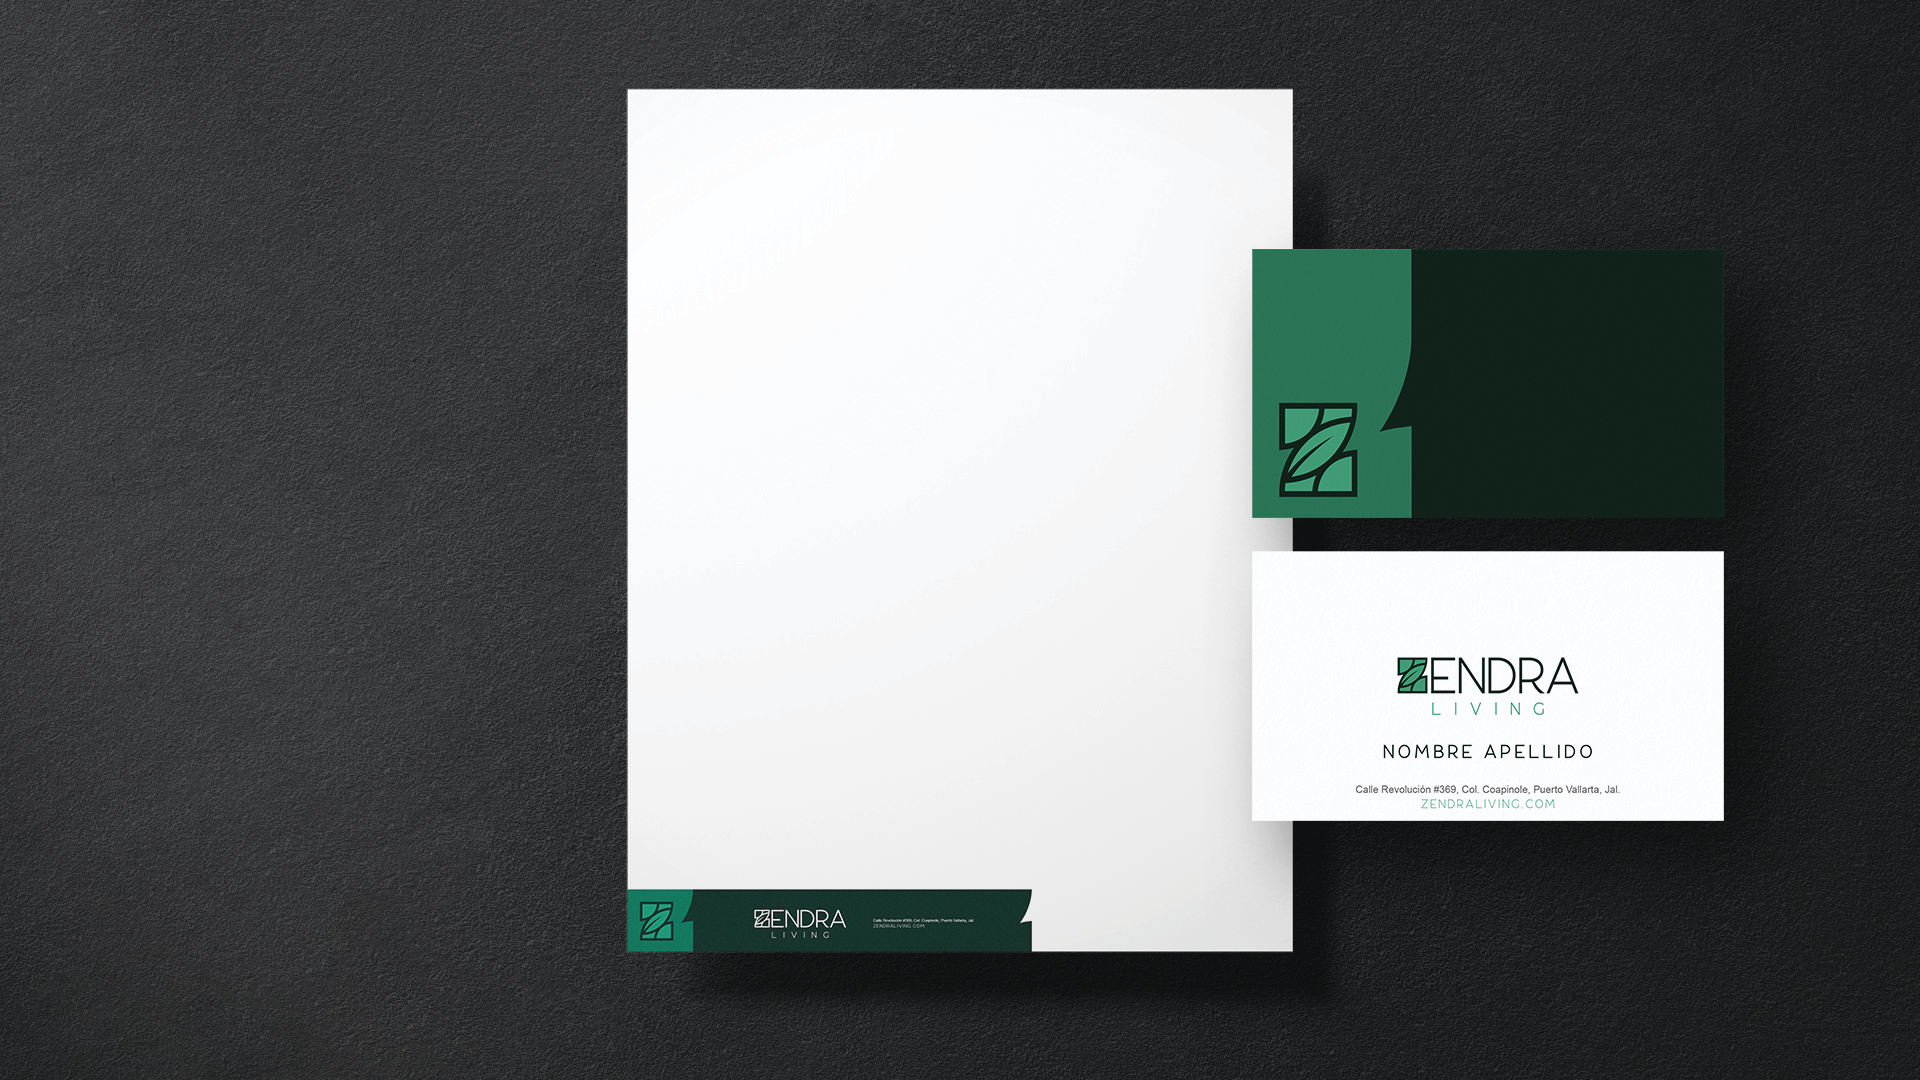 ZENDRA
LIVING
NOMBRE APELLIDO
Calle Revolución #369, Col. Coapinole, Puerto Vallarta, Jal.
ZENDRALIVING.COM
ZENDRA
LIVING
Calle Revolución #369, Col. Coapinole, Puerto Vallarta, Jal.
ZENDRALIVING.COM